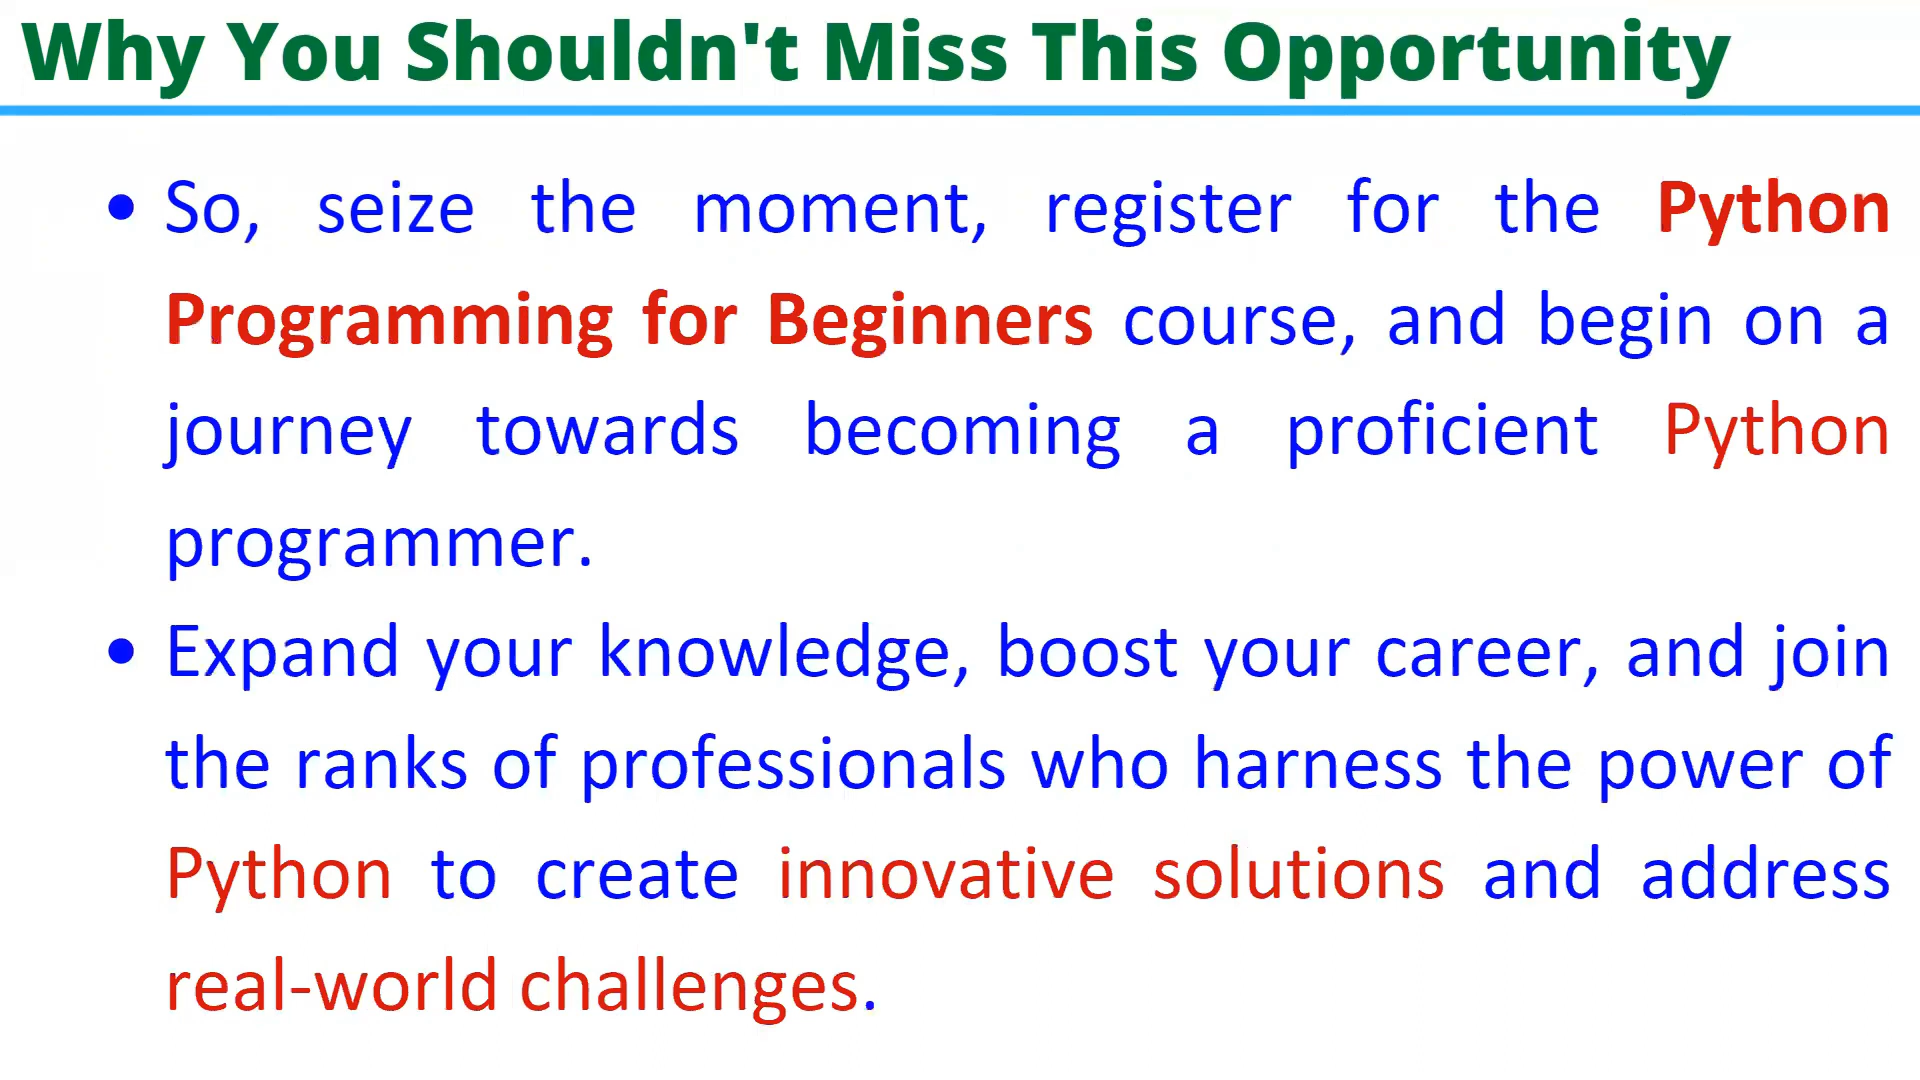 Why You Shouldn't Miss This Opportunity
• So, seize the moment, register for the Python
Programming for Beginners course, and begin on a
journey towards becoming a proficient Python
programmer.
• Expand your knowledge, boost your career, and join
the ranks of professionals who harness the power of
Python to create innovative solutions and address
real-world challenges.